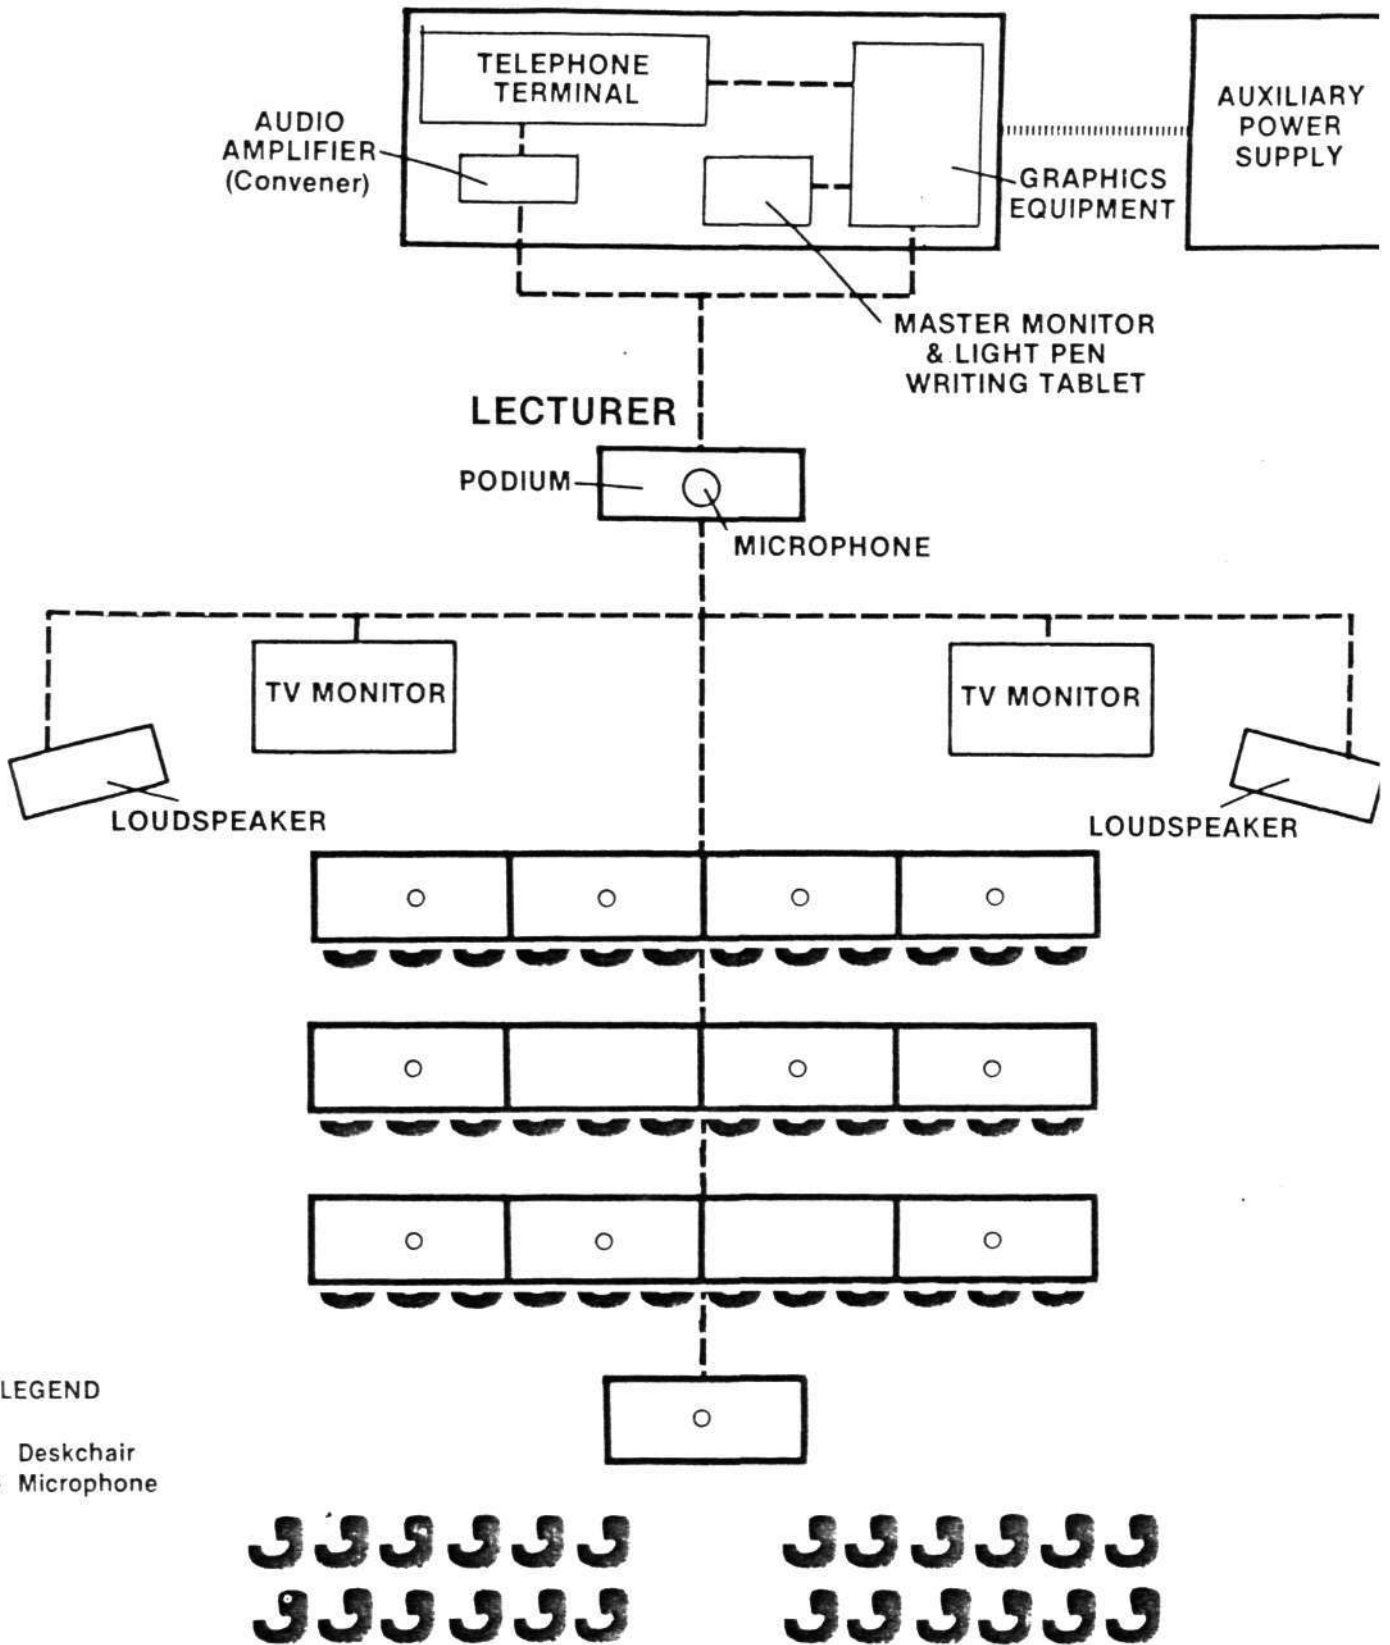 TELEPHONE
TERMINAL
AUDIO
AMPLIFIER
(Convener)
AUXILIARY
POWER
SUPPLY
GRAPHICS
EQUIPMENT
MASTER MONITOR
& LIGHT PEN
WRITING TABLET
LECTURER
PODIUM
MICROPHONE
TV MONITOR
TV MONITOR
LOUDSPEAKER
LOUDSPEAKER
LEGEND
Deskchair
Microphone